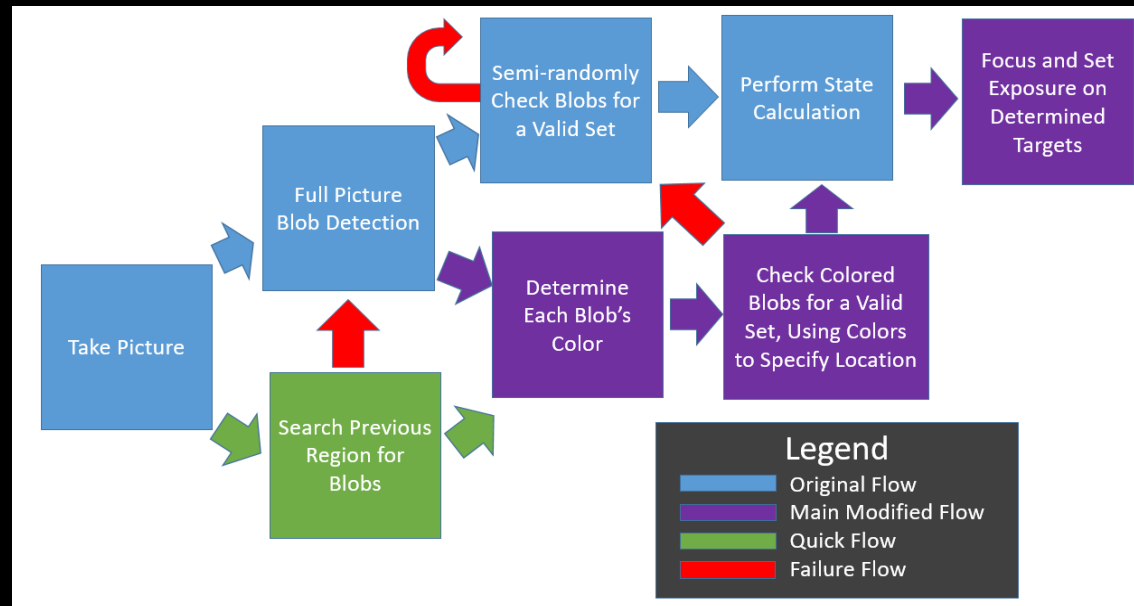 Take Picture
Full Picture
Blob Detection
Search Previous
Region for
Blobs
Semi-randomly
Check Blobs for
a Valid Set
Determine
Each Blob's
Color
Perform State
Calculation
Check Colored
Blobs for a Valid
Set, Using Colors
to Specify Location
Focus and Set
Exposure on
Determined
Targets
Legend
Original Flow
Main Modified Flow
Quick Flow
Failure Flow